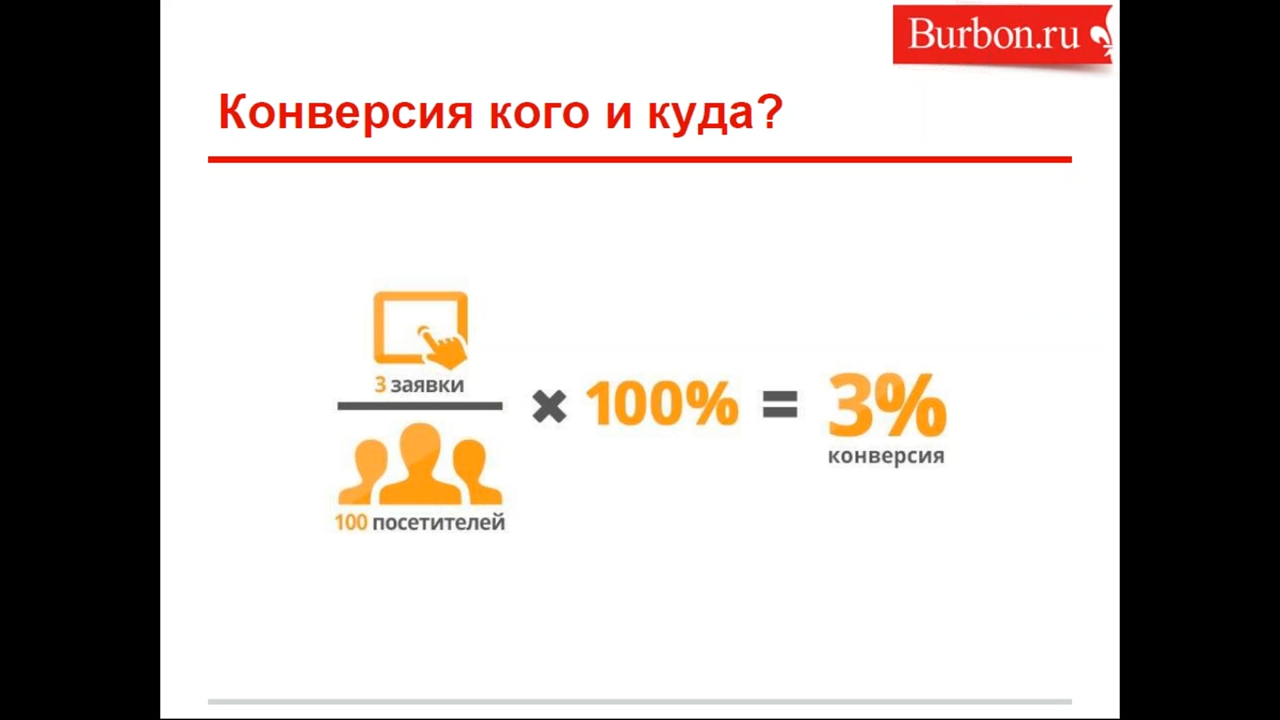 Burbon.ru
Конверсия кого и куда?
3 заявки
100 посетителей
× 100% = 3%
конверсия